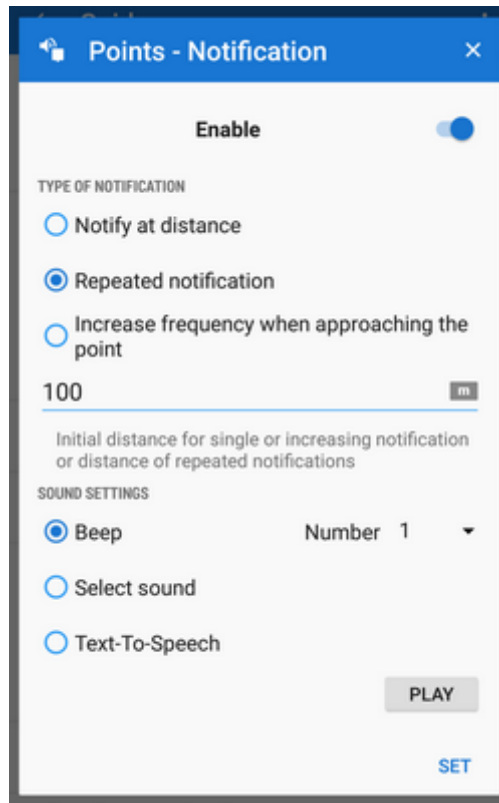 Points - Notification
Enable
TYPE OF NOTIFICATION
Notify at distance
Repeated notification
Increase frequency when approaching the
point
100 m
Initial distance for single or increasing notification
or distance of repeated notifications
SOUND SETTINGS
Beep Number 1
Select sound
Text-To-Speech
PLAY
SET